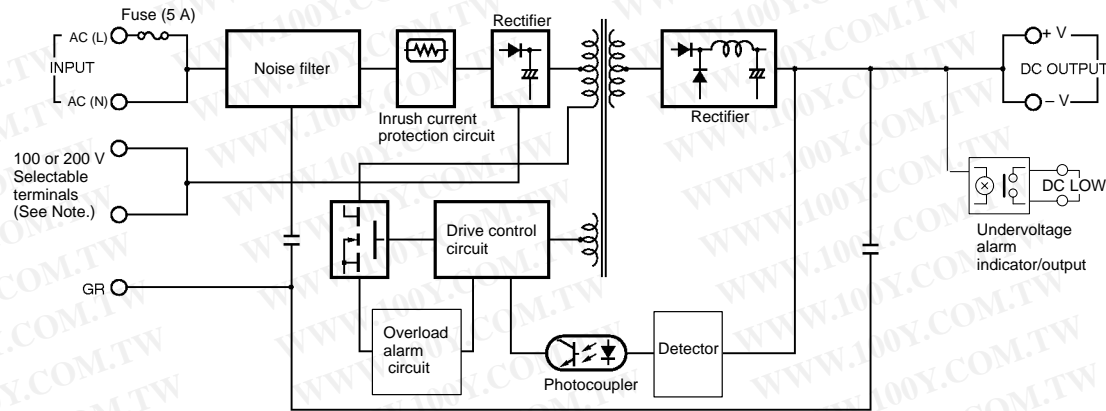 Fuse (5 A)
AC (L)
INPUT
AC (N)
Noise filter
Inrush current
protection circuit
Rectifier
Rectifier
+ V
DC OUTPUT
– V
100 or 200 V
Selectable
terminals
(See Note.)
DC LOW
Undervoltage
alarm
indicator/output
Drive control
circuit
GR
Overload
alarm
circuit
Photocoupler
Detector
WWW.100Y.COM.TW